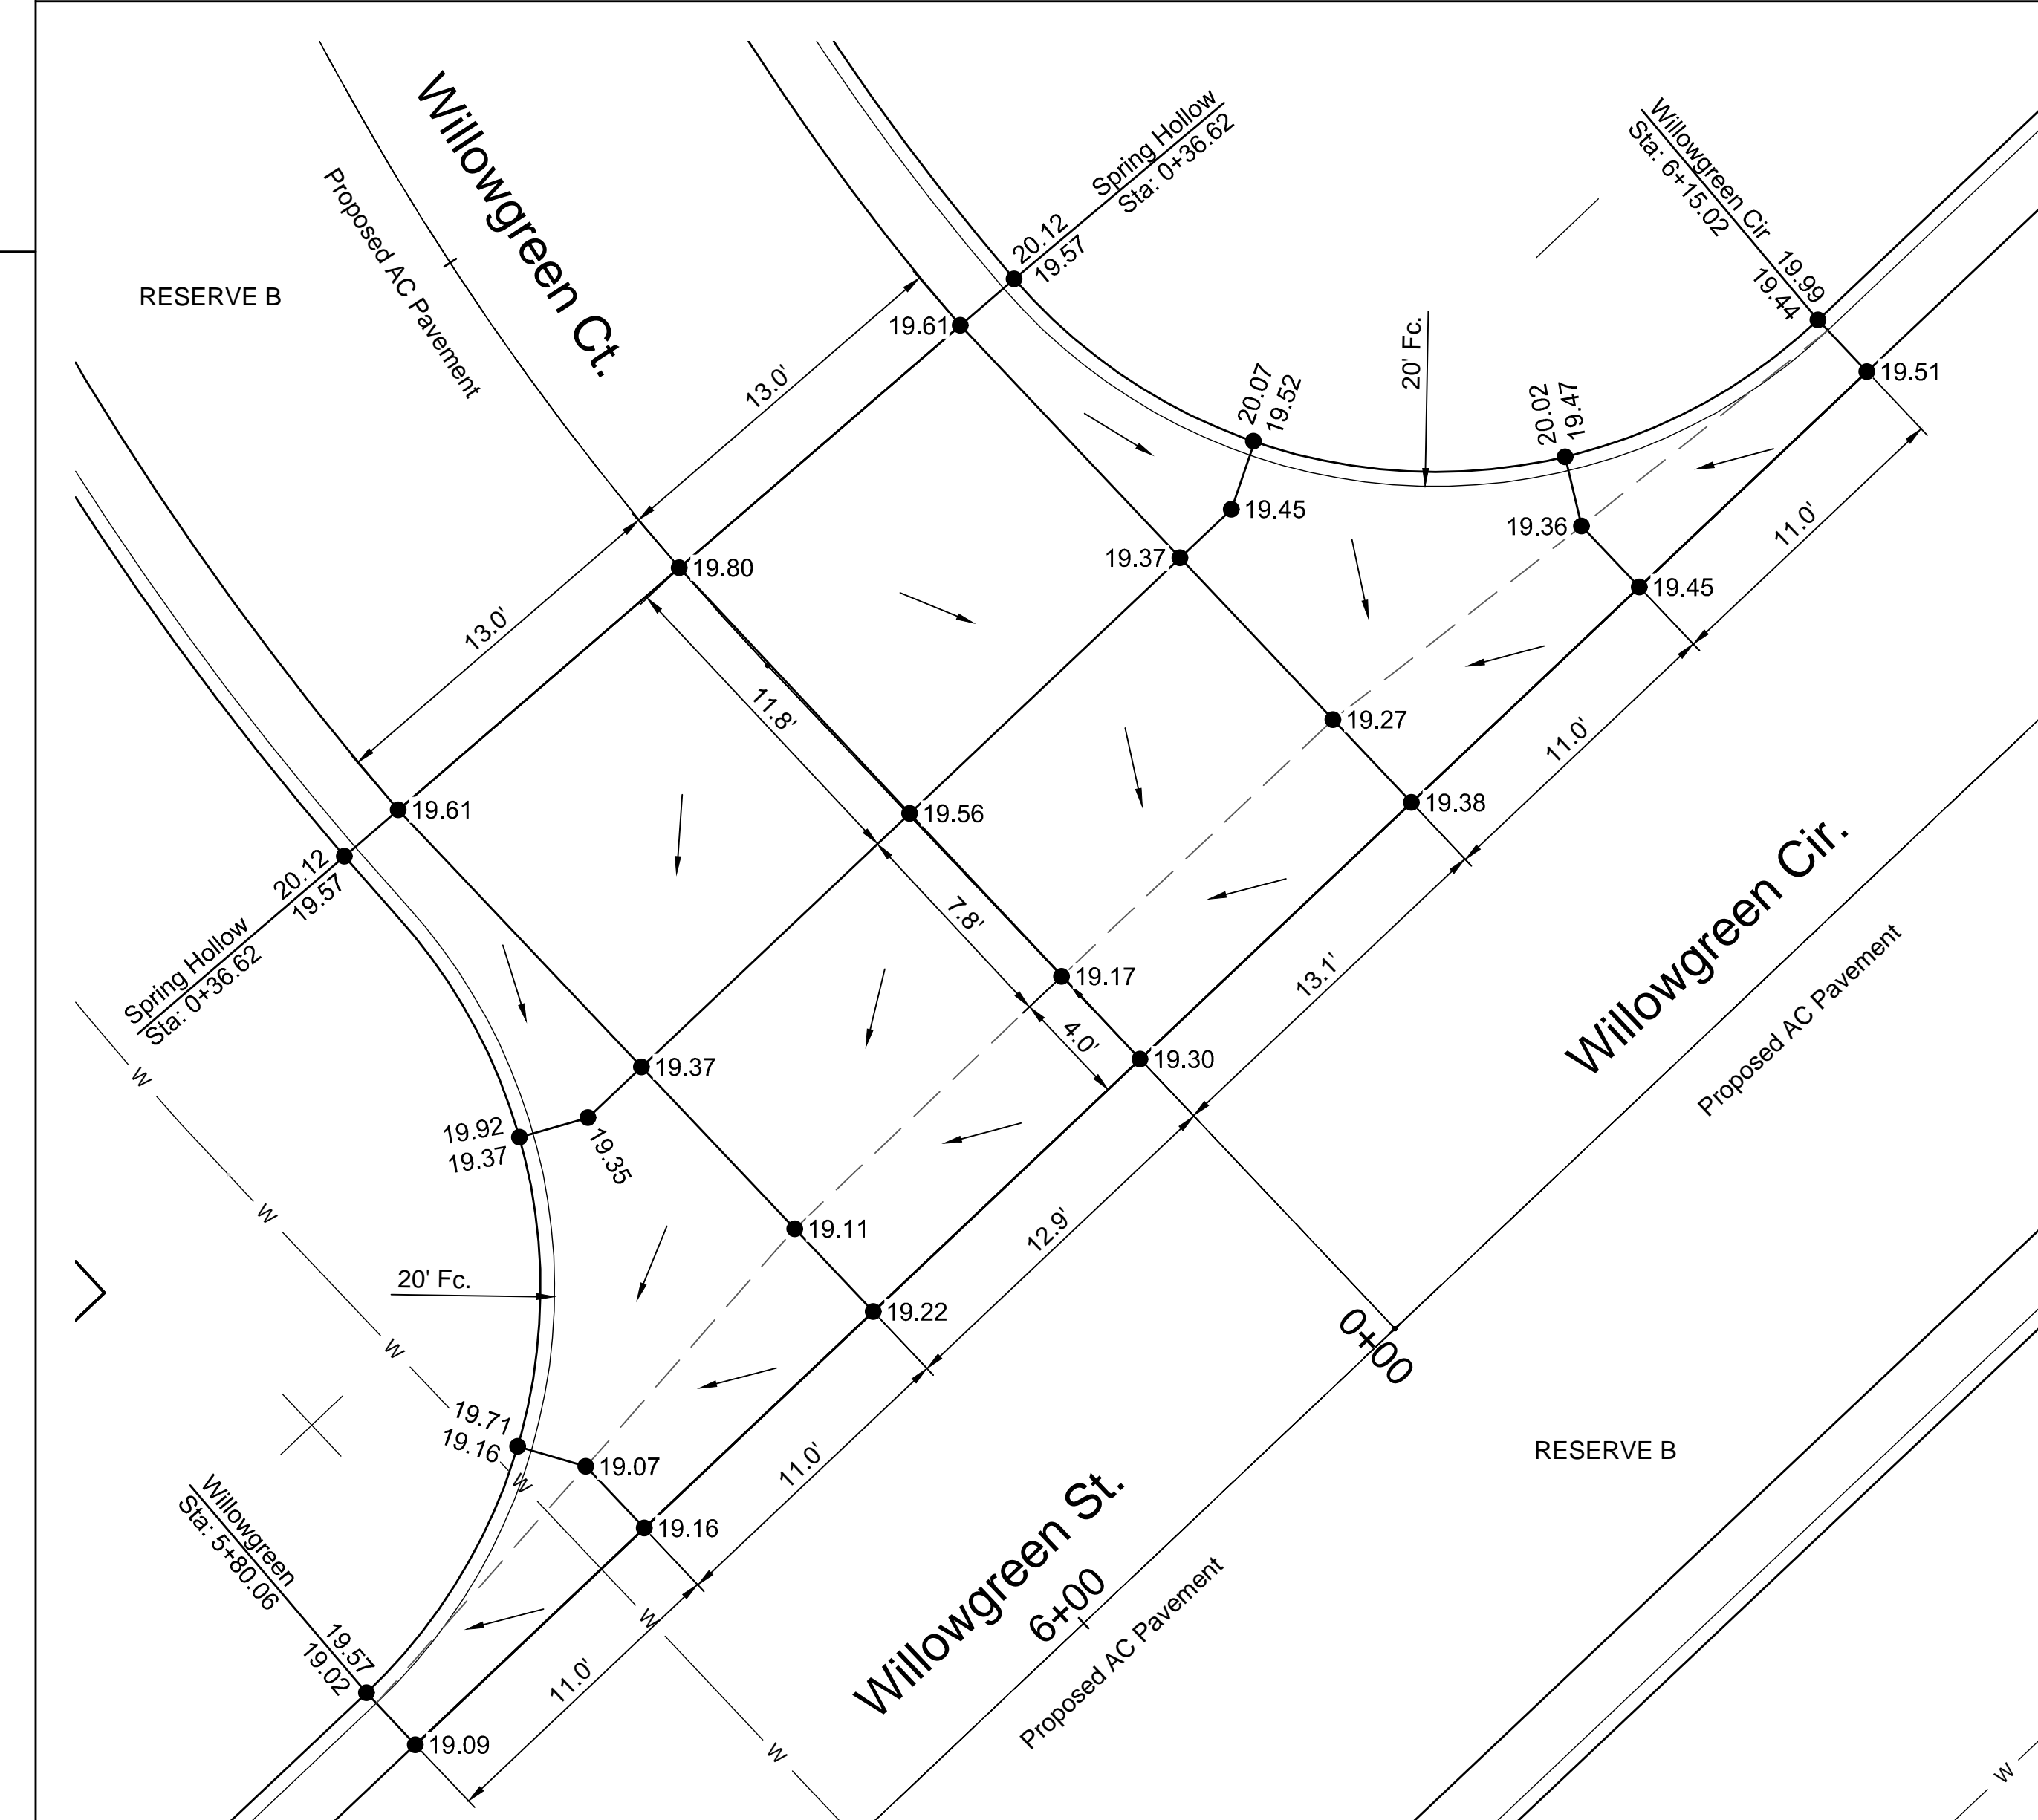 Willowgreen Ct.
Proposed AC Pavement
RESERVE B
Spring Hollow
Sta: 0+36.62
20.12
19.57
Willowgreen Cir
Sta: 6+15.02
19.99
19.44
19.61
13.0'
20' Fc.
20.07
19.52
20.02
19.47
19.51
19.45
19.36
11.0'
19.37
19.80
19.45
13.0'
11.8'
19.27
11.0'
19.61
19.56
19.38
20.12
19.57
Spring Hollow
Sta: 0+36.62
7.8'
Willowgreen Cir.
Proposed AC Pavement
13.1'
19.17
4.0'
19.30
W
19.37
19.92
19.37
19.35
W
19.11
12.9'
20' Fc.
19.22
0+00
W
19.71
19.16
W
19.07
11.0'
RESERVE B
19.16
Willowgreen St.
6+00
Proposed AC Pavement
Willowgreen
Sta: 5+80.06
19.57
19.02
W
11.0'
19.09
W
W